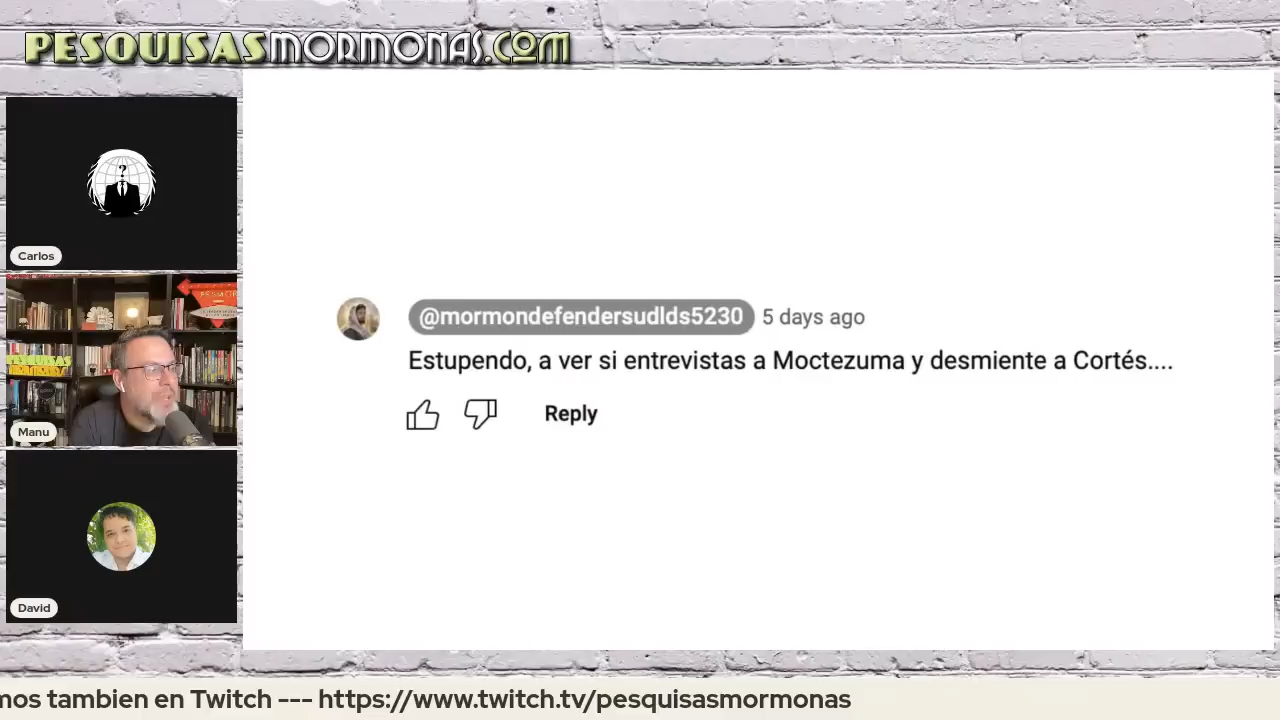 PESQUISASMORMONAS.COM
Carlos
Manu
David
@mormondefendersudlds5230 5 days ago
Estupendo, a ver si entrevistas a Moctezuma y desmiente a Cortés....
Reply
mos tambien en Twitch --- https://www.twitch.tv/pesquisasmormonas